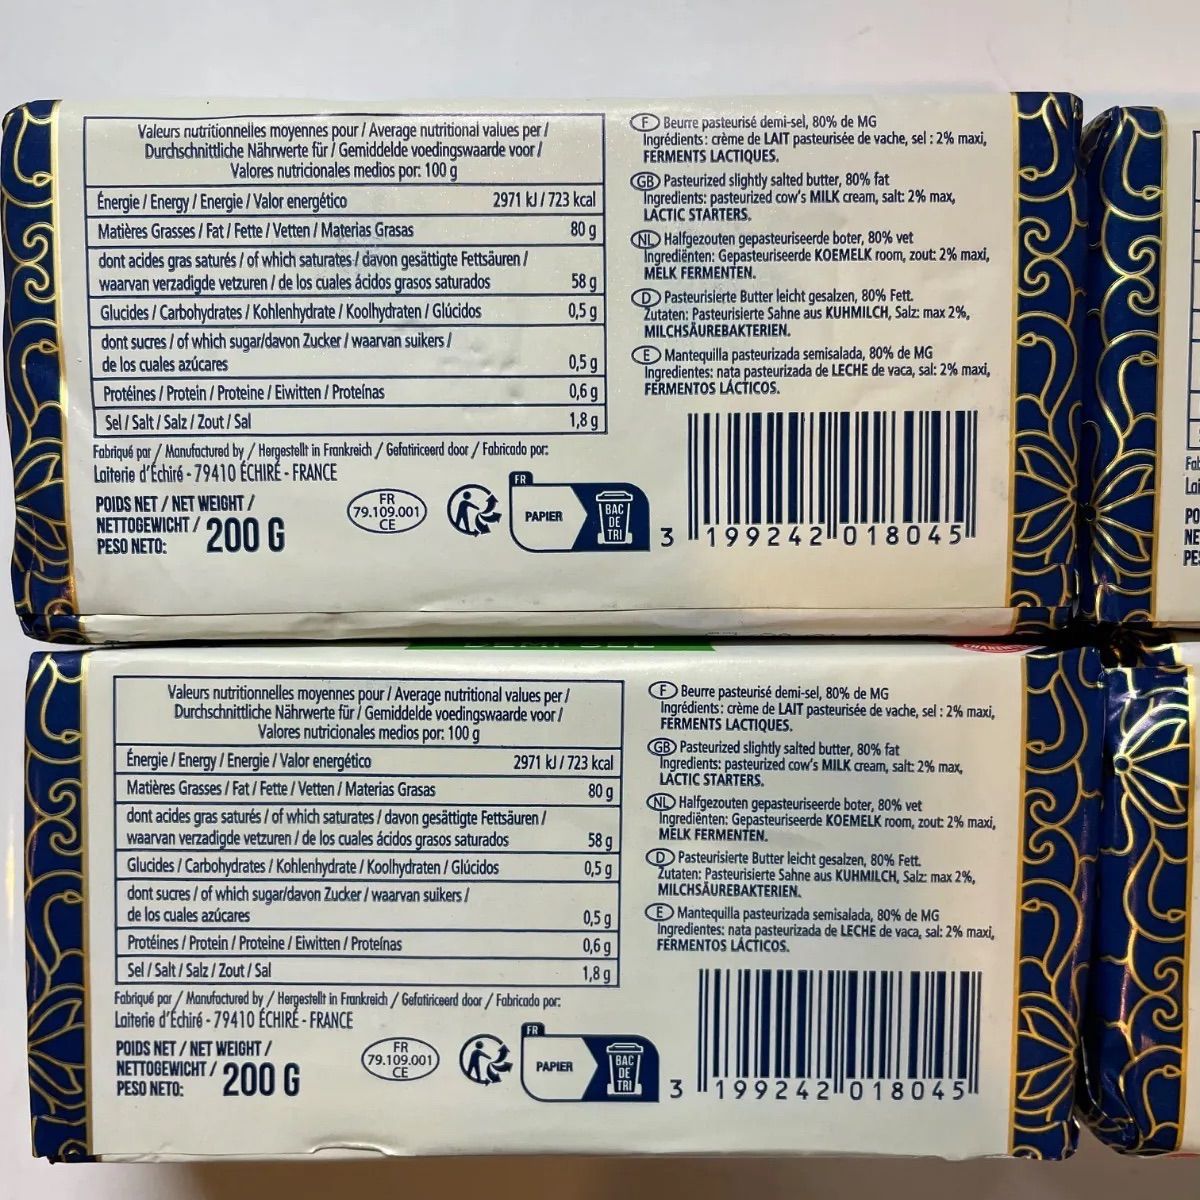 Valeurs nutritionnelles moyennes pour / Average nutritional values per /
Durchschnittliche Nährwerte für / Gemiddelde voedingswaarde voor /
Valores nutricionales medios por: 100 g
Énergie / Energy / Energie / Valor energético 2971 kJ / 723 kcal
Matières Grasses / Fat / Fette / Vetten / Materias Grasas 80 g
dont acides gras saturés / of which saturates / davon gesättigte Fettsäuren /
waarvan verzadigde vetzuren / de los cuales ácidos grasos saturados 58 g
Glucides / Carbohydrates / Kohlenhydrate / Koolhydraten / Glúcidos 0,5 g
dont sucres / of which sugar/davon Zucker / waarvan suikers /
de los cuales azúcares 0,5 g
Protéines / Protein / Proteine / Eiwitten / Proteínas 0,6 g
Sel / Salt / Salz / Zout / Sal 1,8 g
Fabriqué par / Manufactured by / Hergestellt in Frankreich / Gefatiriceerd door / Fabricado por:
Laiterie d'Échiré - 79410 ÉCHIRÉ - FRANCE
POIDS NET / NET WEIGHT /
NETTOGEWICHT /
PESO NETO: 200 G
FR
79.109.001
CE
FR
PAPIER
BAC
DE
TRI
F Beurre pasteurisé demi-sel, 80% de MG
Ingrédients : crème de LAIT pasteurisée de vache, sel : 2% maxi,
FERMENTS LACTIQUES.
GB Pasteurized slightly salted butter, 80% fat
Ingredients: pasteurized cow's MILK cream, salt: 2% max,
LACTIC STARTERS.
NL Halfgezouten gepasteuriseerde boter, 80% vet
Ingrediënten: Gepasteuriseerde KOEMELK room, zout: 2% maxi,
MELK FERMENTEN.
D Pasteurisierte Butter leicht gesalzen, 80% Fett.
Zutaten: Pasteurisierte Sahne aus KUHMILCH, Salz: max 2%,
MILCHSÄUREBAKTERIEN.
E Mantequilla pasteurizada semisalada, 80% de MG
Ingredientes: nata pasteurizada de LECHE de vaca, sal: 2% maxi,
FERMENTOS LÁCTICOS.
3 199242 018045
Valeurs nutritionnelles moyennes pour / Average nutritional values per /
Durchschnittliche Nährwerte für / Gemiddelde voedingswaarde voor /
Valores nutricionales medios por: 100 g
Énergie / Energy / Energie / Valor energético 2971 kJ / 723 kcal
Matières Grasses / Fat / Fette / Vetten / Materias Grasas 80 g
dont acides gras saturés / of which saturates / davon gesättigte Fettsäuren /
waarvan verzadigde vetzuren / de los cuales ácidos grasos saturados 58 g
Glucides / Carbohydrates / Kohlenhydrate / Koolhydraten / Glúcidos 0,5 g
dont sucres / of which sugar/davon Zucker / waarvan suikers /
de los cuales azúcares 0,5 g
Protéines / Protein / Proteine / Eiwitten / Proteínas 0,6 g
Sel / Salt / Salz / Zout / Sal 1,8 g
Fabriqué par / Manufactured by / Hergestellt in Frankreich / Gefatiriceerd door / Fabricado por:
Laiterie d'Échiré - 79410 ÉCHIRÉ - FRANCE
POIDS NET / NET WEIGHT /
NETTOGEWICHT /
PESO NETO: 200 G
FR
79.109.001
CE
FR
PAPIER
BAC
DE
TRI
F Beurre pasteurisé demi-sel, 80% de MG
Ingrédients : crème de LAIT pasteurisée de vache, sel : 2% maxi,
FERMENTS LACTIQUES.
GB Pasteurized slightly salted butter, 80% fat
Ingredients: pasteurized cow's MILK cream, salt: 2% max,
LACTIC STARTERS.
NL Halfgezouten gepasteuriseerde boter, 80% vet
Ingrediënten: Gepasteuriseerde KOEMELK room, zout: 2% maxi,
MELK FERMENTEN.
D Pasteurisierte Butter leicht gesalzen, 80% Fett.
Zutaten: Pasteurisierte Sahne aus KUHMILCH, Salz: max 2%,
MILCHSÄUREBAKTERIEN.
E Mantequilla pasteurizada semisalada, 80% de MG
Ingredientes: nata pasteurizada de LECHE de vaca, sal: 2% maxi,
FERMENTOS LÁCTICOS.
3 199242 018045